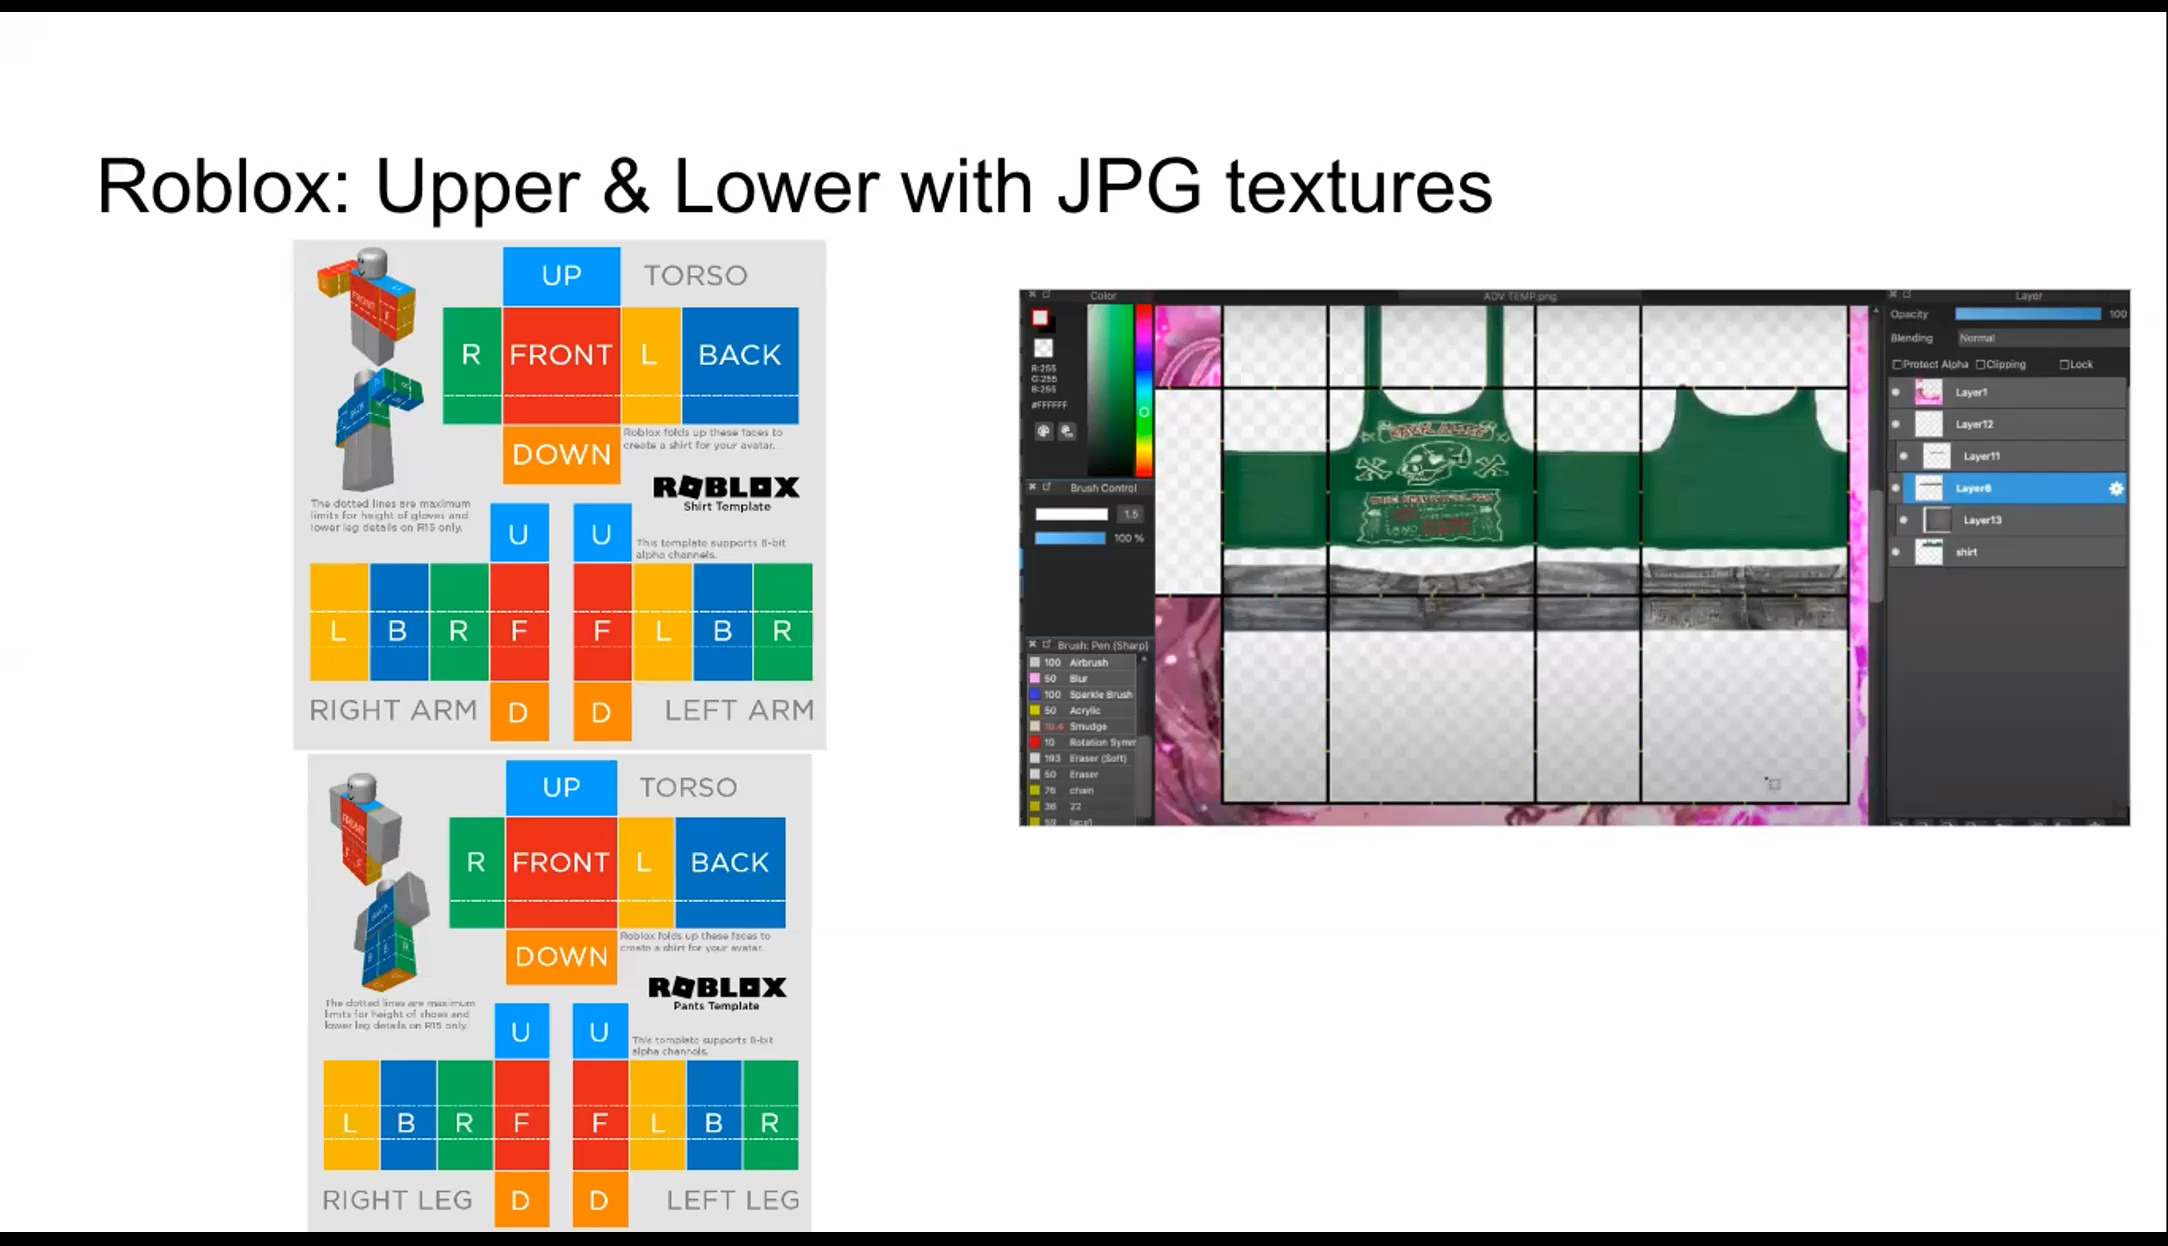 Roblox: Upper & Lower with JPG textures
UP TORSO
R FRONT L BACK
DOWN
Roblox folds up these faces to
create a shirt for your avatar.
ROBLOX
Shirt Template
The dotted lines are maximum
limits for height of gloves and
lower leg details on R15 only.
U U
This template supports 8-bit
alpha channels.
L B R F F L B R
RIGHT ARM D D LEFT ARM
UP TORSO
R FRONT L BACK
DOWN
Roblox folds up these faces to
create a shirt for your avatar.
ROBLOX
Pants Template
The dotted lines are maximum
limits for height of shoes and
lower leg details on R15 only.
U U
This template supports 8-bit
alpha channels.
L B R F F L B R
RIGHT LEG D D LEFT LEG
Color
ADV TEMP.png
Layer
R:255
G:255
B:255
#FFFFFF
Brush Control
1.5
100 %
Brush: Pen (Sharp)
100 Airbrush
50 Blur
100 Sparkle Brush
50 Acrylic
Smudge
10 Rotation Symm
193 Eraser (Soft)
50 Eraser
76 chain
36 22
59 lace1
Opacity 100
Blending Normal
Protect Alpha Clipping Lock
Layer1
Layer12
Layer11
Layer6
Layer13
shirt